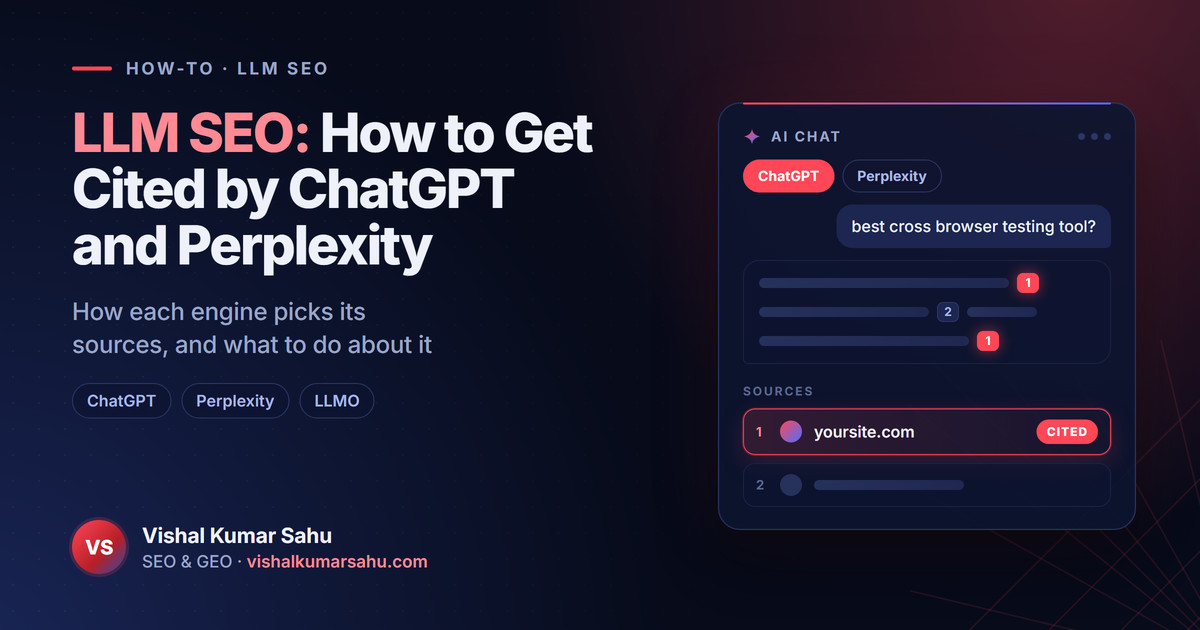 HOW-TO · LLM SEO
LLM SEO: How to Get
Cited by ChatGPT
and Perplexity
How each engine picks its
sources, and what to do about it
ChatGPT Perplexity LLMO
VS
Vishal Kumar Sahu
SEO & GEO · vishalkumarsahu.com
AI CHAT
ChatGPT Perplexity
best cross browser testing tool?
1
2
1
SOURCES
1 yoursite.com CITED
2